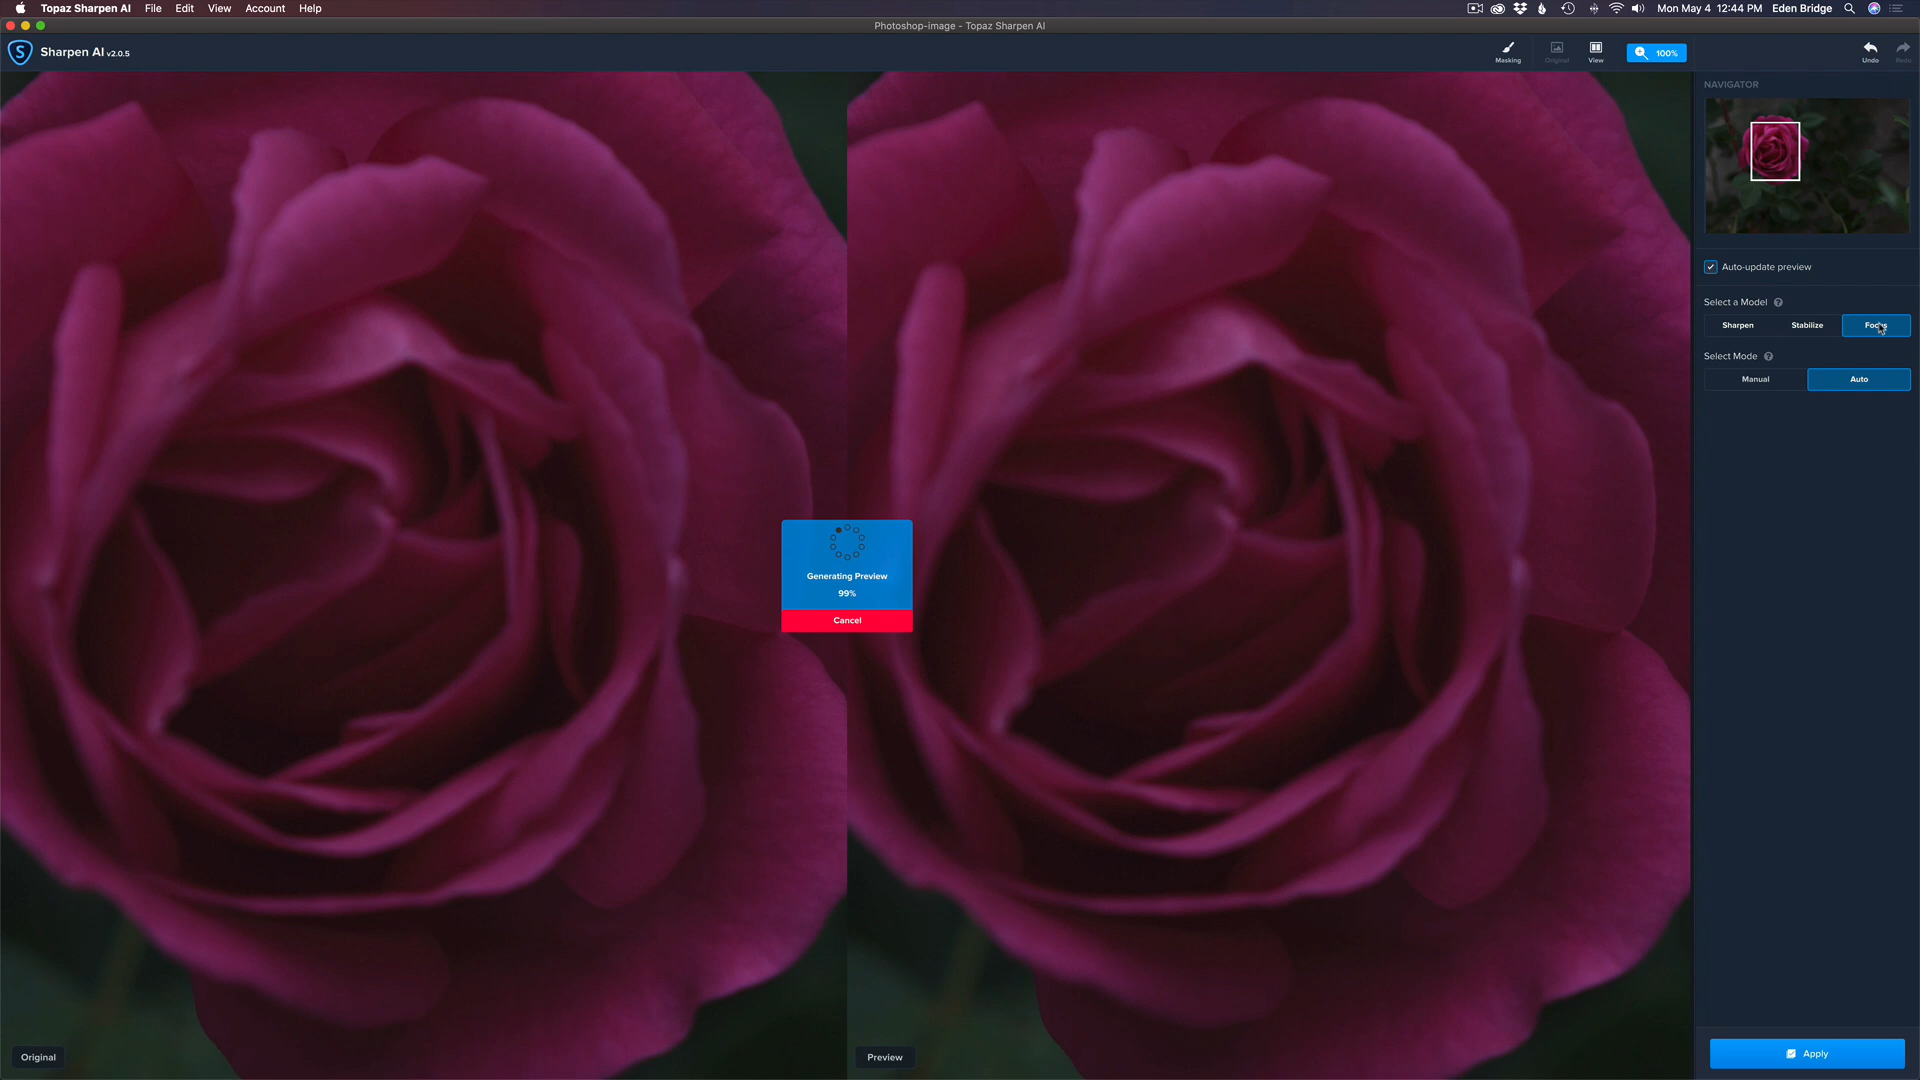 Topaz Sharpen AI File Edit View Account Help Mon May 4 12:44 PM Eden Bridge
Photoshop-image - Topaz Sharpen AI
Sharpen AI v2.0.5
Masking Original View 100% Undo Redo
NAVIGATOR
Auto-update preview
Select a Model ?
Sharpen Stabilize Focus
Select Mode ?
Manual Auto
Generating Preview
99%
Cancel
Original Preview
Apply